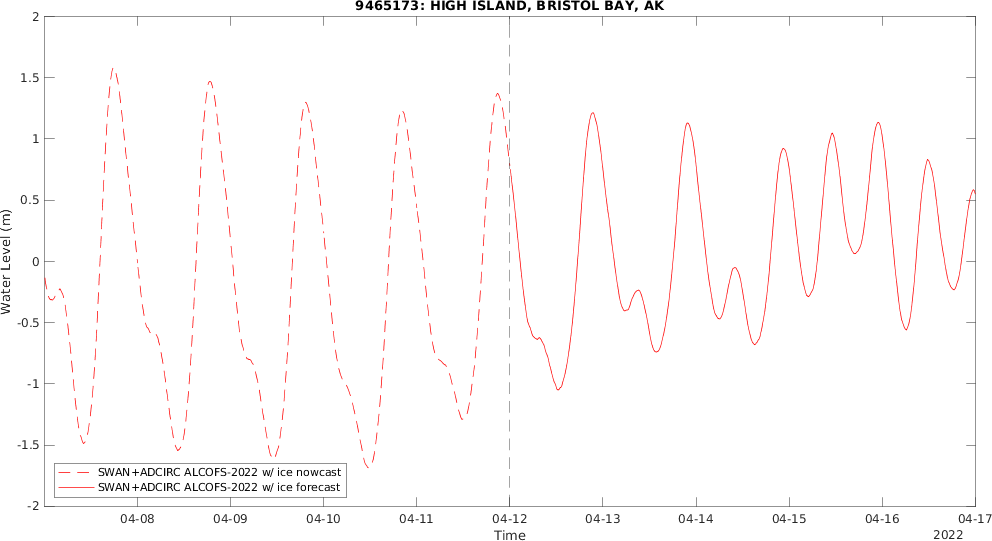 9465173: HIGH ISLAND, BRISTOL BAY, AK
2
1.5
1
0.5
0
-0.5
-1
-1.5
-2
Water Level (m)
SWAN+ADCIRC ALCOFS-2022 w/ ice nowcast
SWAN+ADCIRC ALCOFS-2022 w/ ice forecast
04-08 04-09 04-10 04-11 04-12 04-13 04-14 04-15 04-16 04-17
Time
2022